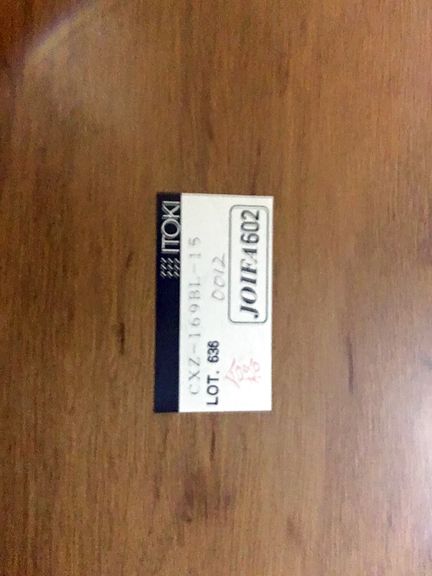 ITOKI
CXZ-169BL-15
0012
LOT. 636
JOIFA602